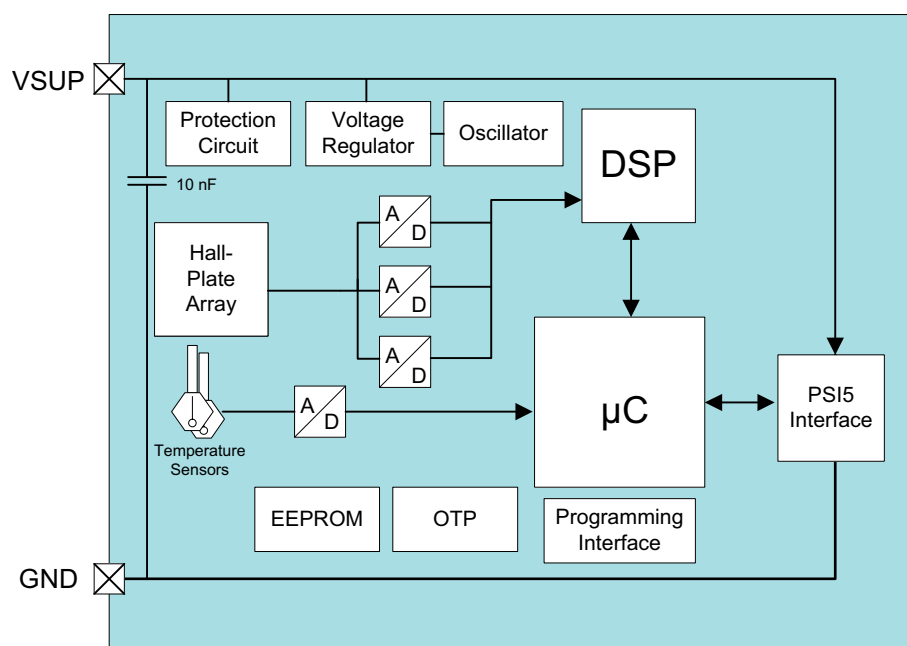 VSUP
Protection
Circuit
Voltage
Regulator
Oscillator
DSP
10 nF
Hall-
Plate
Array
A
D
A
D
A
D
A
D
Temperature
Sensors
µC
PSI5
Interface
EEPROM
OTP
Programming
Interface
GND